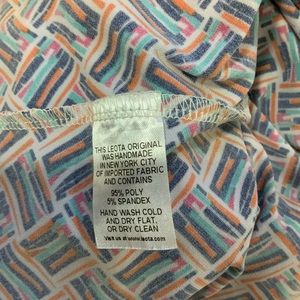 THIS LEOTA ORIGINAL
WAS HANDMADE
IN NEW YORK CITY
OF IMPORTED FABRIC
AND CONTAINS
95% POLY
5% SPANDEX
HAND WASH COLD
AND DRY FLAT.
OR DRY CLEAN
Visit us at www.leota.com